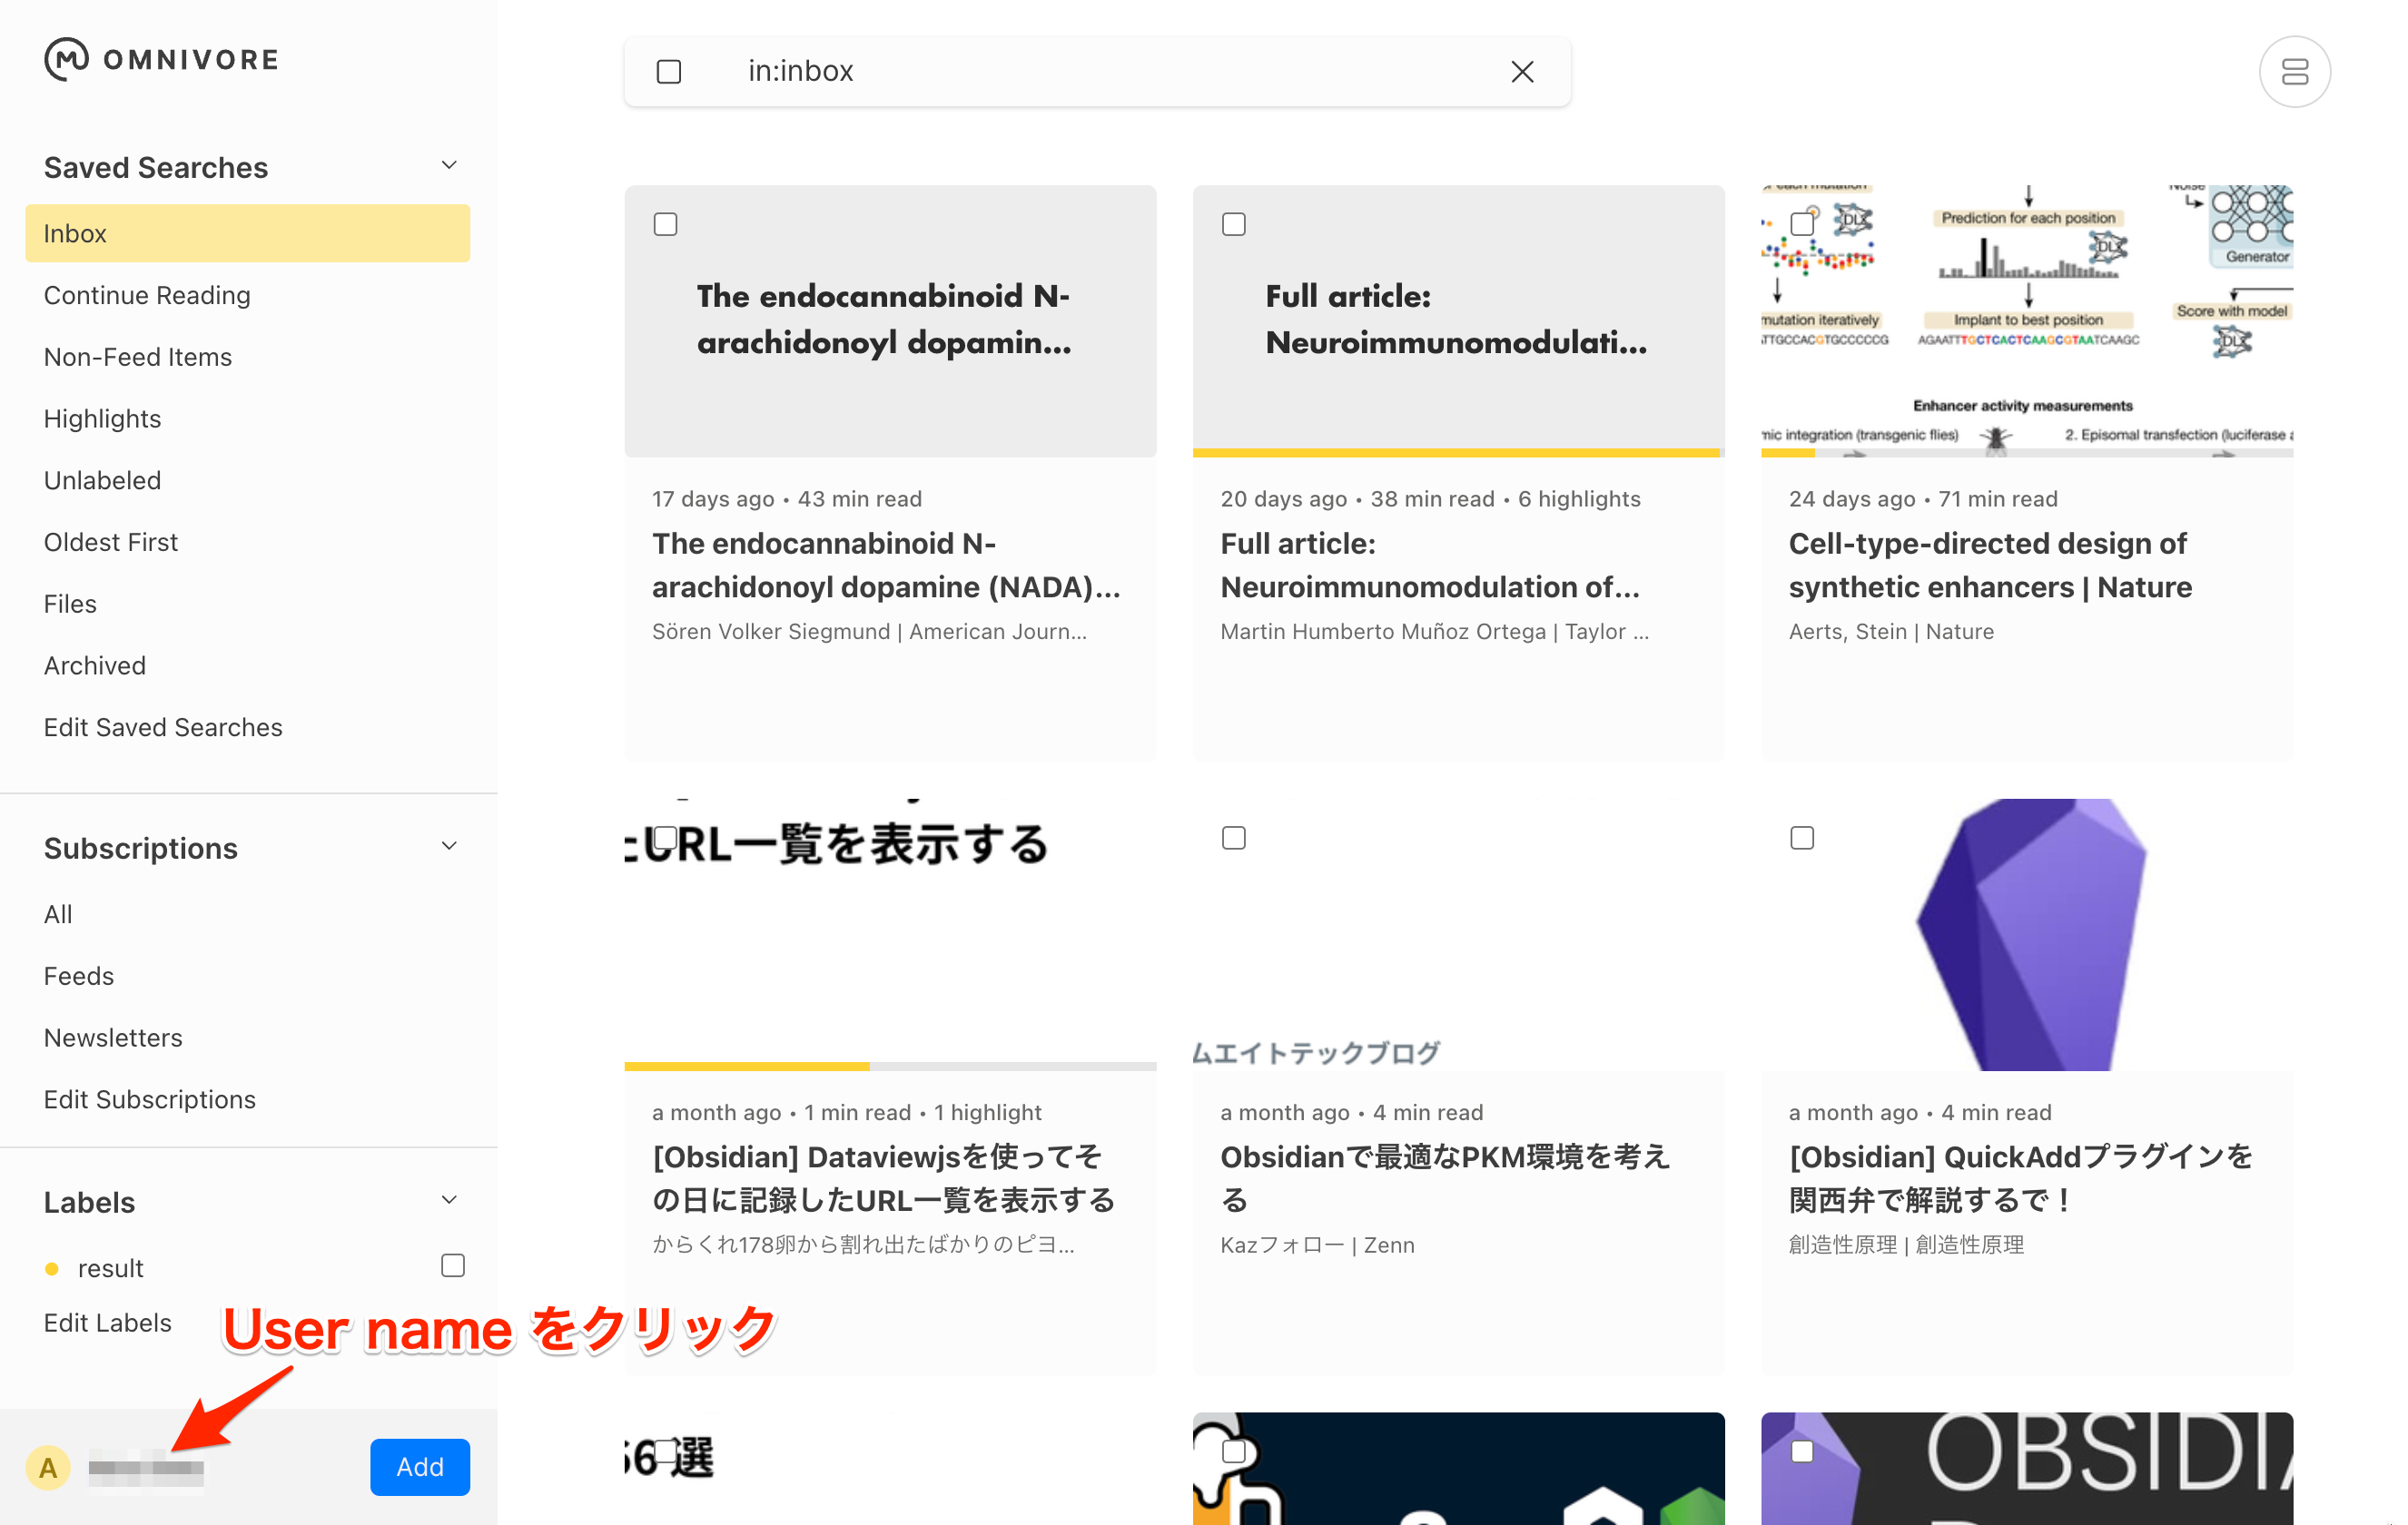 OMNIVORE
in:inbox
Saved Searches
Inbox
Continue Reading
Non-Feed Items
Highlights
Unlabeled
Oldest First
Files
Archived
Edit Saved Searches
Subscriptions
All
Feeds
Newsletters
Edit Subscriptions
Labels
result
Edit Labels
User name をクリック
A
Add
The endocannabinoid N-
arachidonoyl dopamin...
17 days ago • 43 min read
The endocannabinoid N-
arachidonoyl dopamine (NADA)...
Sören Volker Siegmund | American Journ...
Full article:
Neuroimmunomodulati...
20 days ago • 38 min read • 6 highlights
Full article:
Neuroimmunomodulation of...
Martin Humberto Muñoz Ortega | Taylor ...
DLX
Prediction for each position
DLX
Generator
mutation iteratively
Implant to best position
Score with model
TTGCCACGTGCCCCCG
AGAATTTGCTCACTCAAGCGTAATCAAGC
DLX
Enhancer activity measurements
mic integration (transgenic flies)
2. Episomal transfection (luciferase a
24 days ago • 71 min read
Cell-type-directed design of
synthetic enhancers | Nature
Aerts, Stein | Nature
たURL一覧を表示する
a month ago • 1 min read • 1 highlight
[Obsidian] Dataviewjsを使ってそ
の日に記録したURL一覧を表示する
からくれ178卵から割れ出たばかりのピヨ...
ムエイトテックブログ
a month ago • 4 min read
Obsidianで最適なPKM環境を考え
る
Kazフォロー | Zenn
a month ago • 4 min read
[Obsidian] QuickAddプラグインを
関西弁で解説するで！
創造性原理 | 創造性原理
選
OBSIDIA